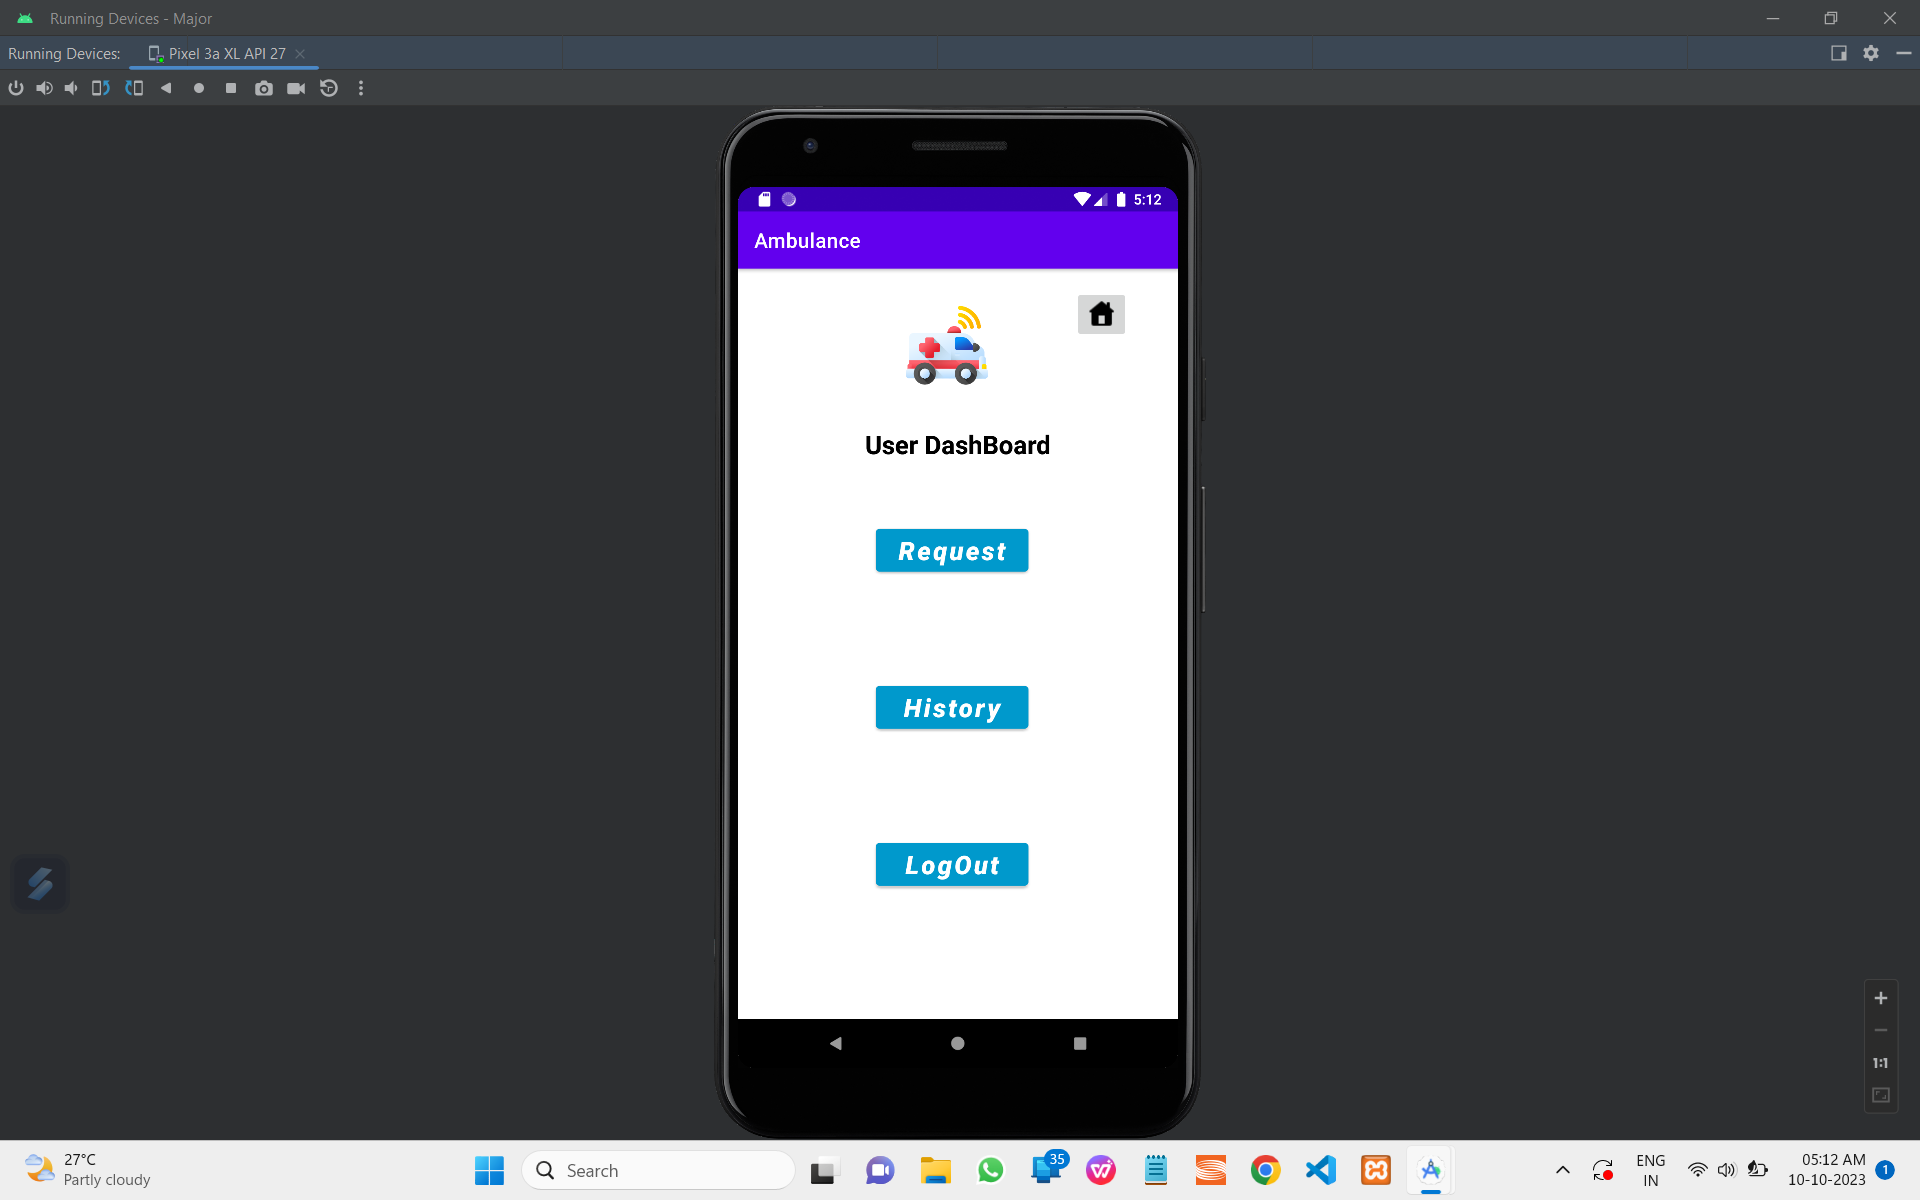 Running Devices - Major
Running Devices:
Pixel 3a XL API 27
5:12
Ambulance
User DashBoard
Request
History
LogOut
1:1
27°C
Partly cloudy
Search
35
ENG
IN
05:12 AM
10-10-2023
1